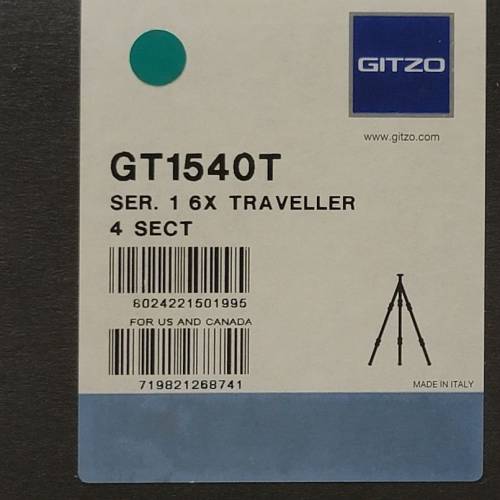 GITZO
www.gitzo.com
GT1540T
SER. 1 6X TRAVELLER
4 SECT
8024221501995
FOR US AND CANADA
719821268741
MADE IN ITALY